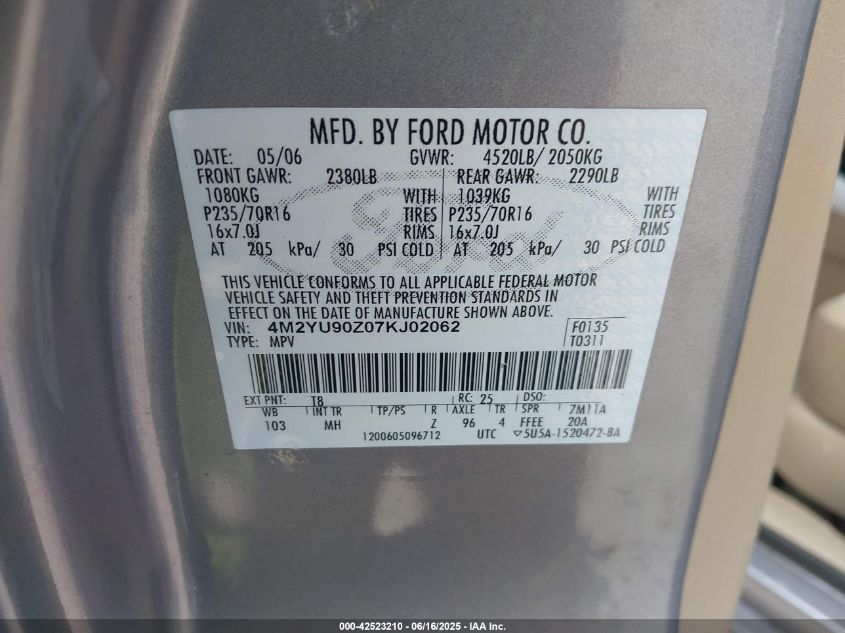 MFD. BY FORD MOTOR CO.
DATE: 05/06 GVWR: 4520LB/ 2050KG
FRONT GAWR: 2380LB REAR GAWR: 2290LB
1080KG WITH 1039KG WITH
P235/70R16 TIRES P235/70R16 TIRES
16x7.0J RIMS 16x7.0J RIMS
AT 205 kPa/ 30 PSI COLD AT 205 kPa/ 30 PSI COLD
THIS VEHICLE CONFORMS TO ALL APPLICABLE FEDERAL MOTOR
VEHICLE SAFETY AND THEFT PREVENTION STANDARDS IN
EFFECT ON THE DATE OF MANUFACTURE SHOWN ABOVE.
VIN: 4M2YU90Z07KJ02062 F0135
TYPE: MPV T0311
EXT PNT: T8 RC: 25 DSO:
WB INT TR TP/PS R AXLE TR SPR 7M11A
103 MH Z 96 4 FFEE 20A
1200605096712 UTC ▽5U5A-1520472-BA
Ford
000-42523210 - 06/16/2025 - IAA Inc.